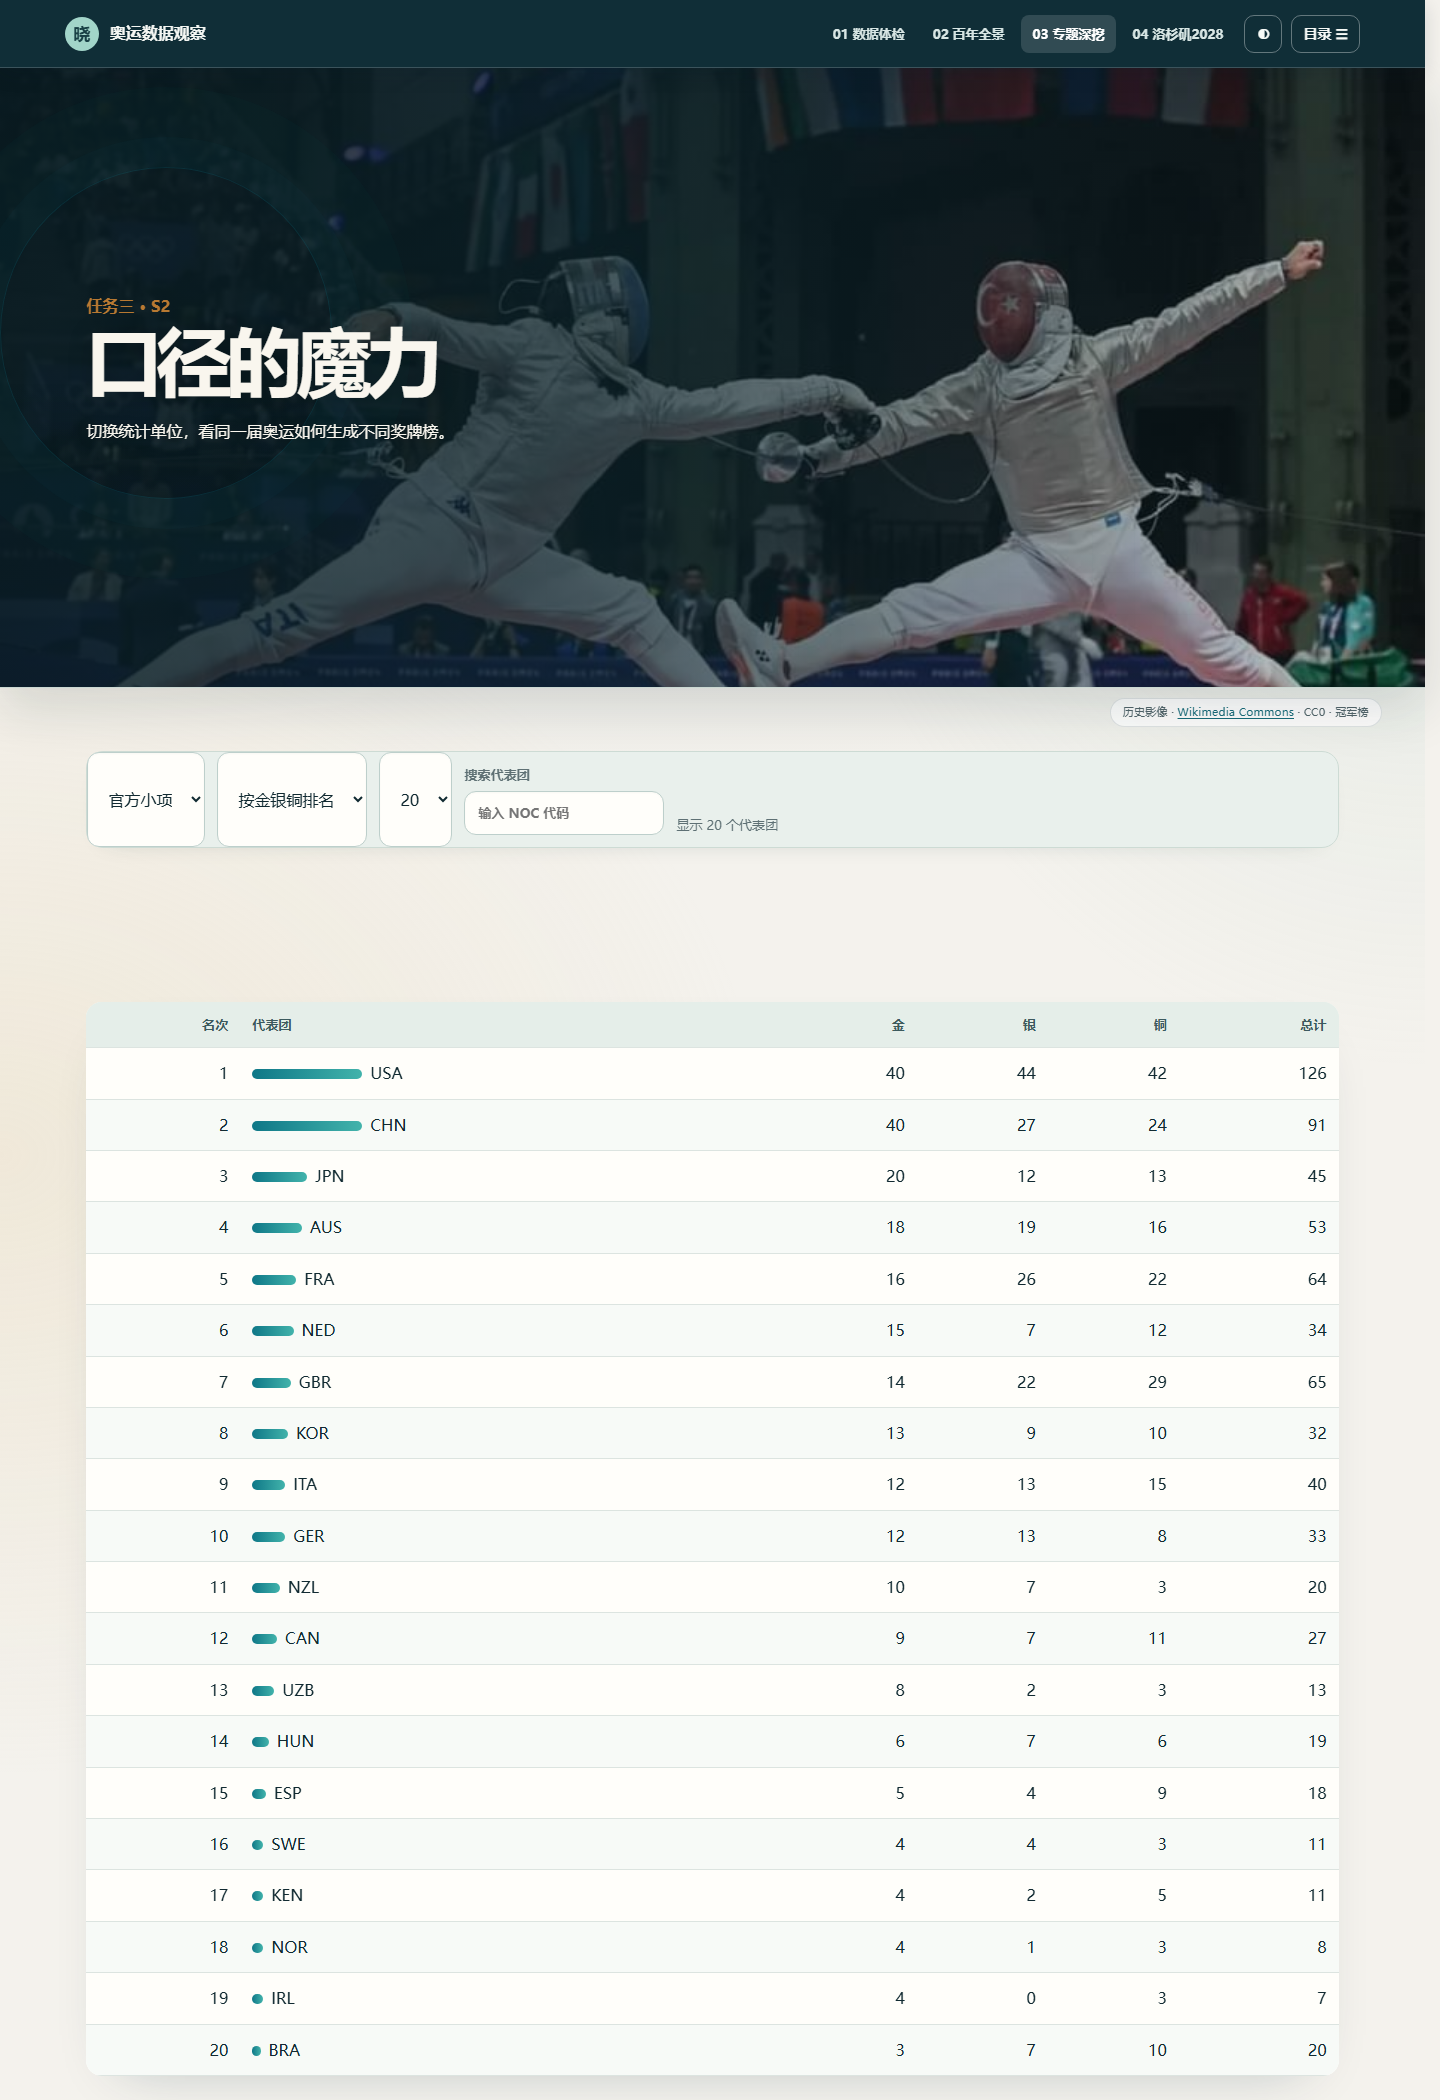 晓 奥运数据观察 01 数据体检 02 百年全景 03 专题深挖 04 洛杉矶2028 目录
任务三 • S2
口径的魔力
切换统计单位，看同一届奥运如何生成不同奖牌榜。
ITA
历史影像 · Wikimedia Commons · CC0 · 冠军榜
官方小项 按金银铜排名 20 搜索代表团
输入 NOC 代码 显示 20 个代表团
名次 代表团 金 银 铜 总计
1 USA 40 44 42 126
2 CHN 40 27 24 91
3 JPN 20 12 13 45
4 AUS 18 19 16 53
5 FRA 16 26 22 64
6 NED 15 7 12 34
7 GBR 14 22 29 65
8 KOR 13 9 10 32
9 ITA 12 13 15 40
10 GER 12 13 8 33
11 NZL 10 7 3 20
12 CAN 9 7 11 27
13 UZB 8 2 3 13
14 HUN 6 7 6 19
15 ESP 5 4 9 18
16 SWE 4 4 3 11
17 KEN 4 2 5 11
18 NOR 4 1 3 8
19 IRL 4 0 3 7
20 BRA 3 7 10 20